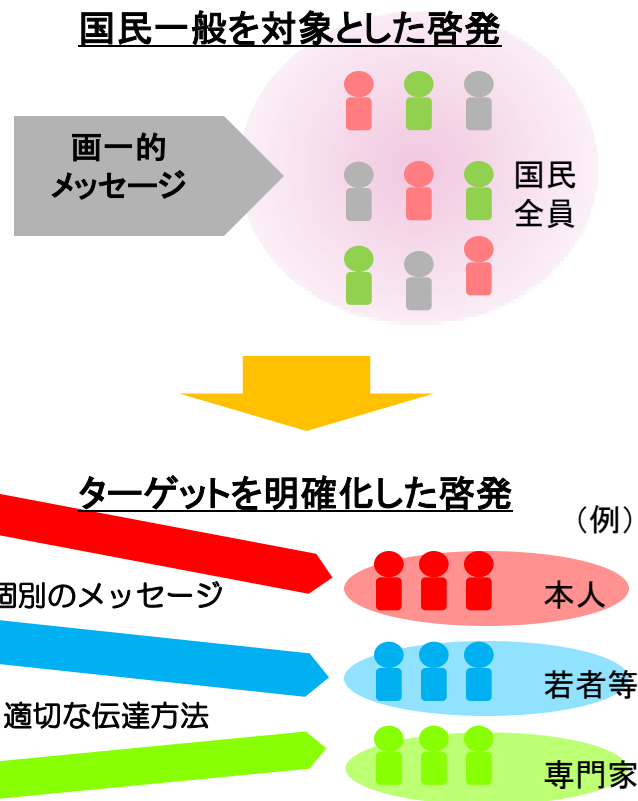 国民一般を対象とした啓発
画一的
メッセージ
国民
全員
ターゲットを明確化した啓発
（例）
本人
個別のメッセージ
若者等
適切な伝達方法
専門家